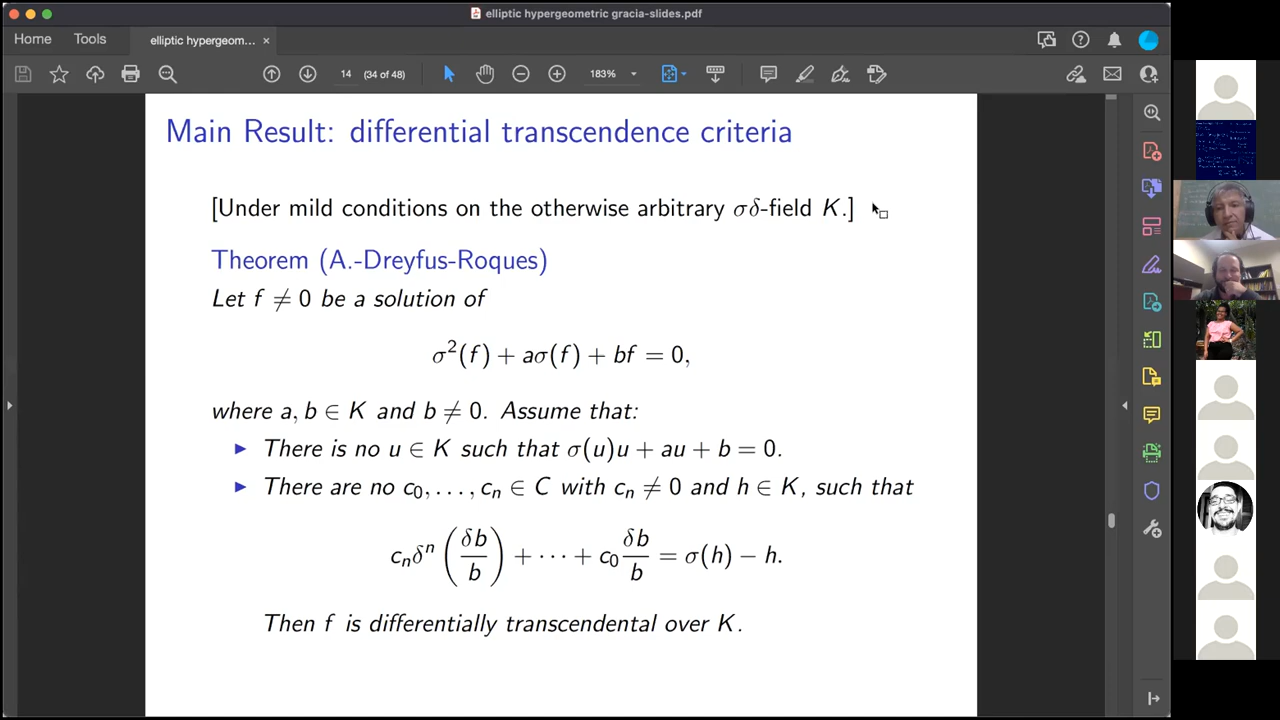 elliptic hypergeometric gracia-slides.pdf
Home Tools elliptic hypergeom... ×
14 (34 of 48) 183%
Main Result: differential transcendence criteria
[Under mild conditions on the otherwise arbitrary σδ-field K.]
Theorem (A.-Dreyfus-Roques)
Let f ≠ 0 be a solution of
σ²(f) + aσ(f) + bf = 0,
where a, b ∈ K and b ≠ 0. Assume that:
▶ There is no u ∈ K such that σ(u)u + au + b = 0.
▶ There are no c₀, . . . , cₙ ∈ C with cₙ ≠ 0 and h ∈ K, such that
cₙδⁿ(δb/b) + ··· + c₀ δb/b = σ(h) − h.
Then f is differentially transcendental over K.